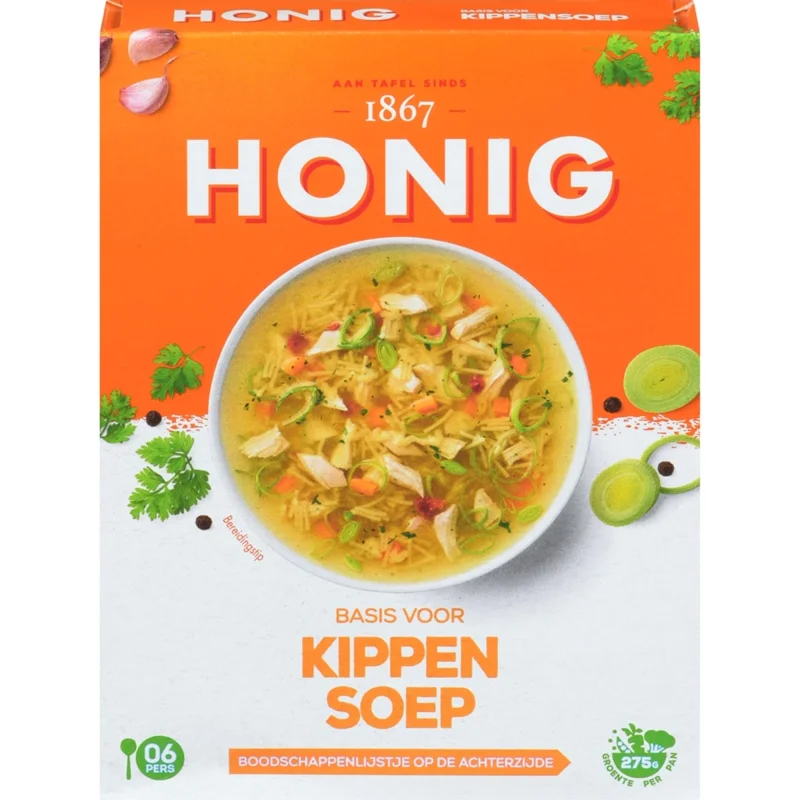 HONIG
BASIS VOOR
KIPPENSOEP
AAN TAFEL SINDS
1867
HONIG
Bereidingstip
BASIS VOOR
KIPPEN
SOEP
06
PERS
BOODSCHAPPENLIJSTJE OP DE ACHTERZIJDE
275G
GROENTE PER PAN